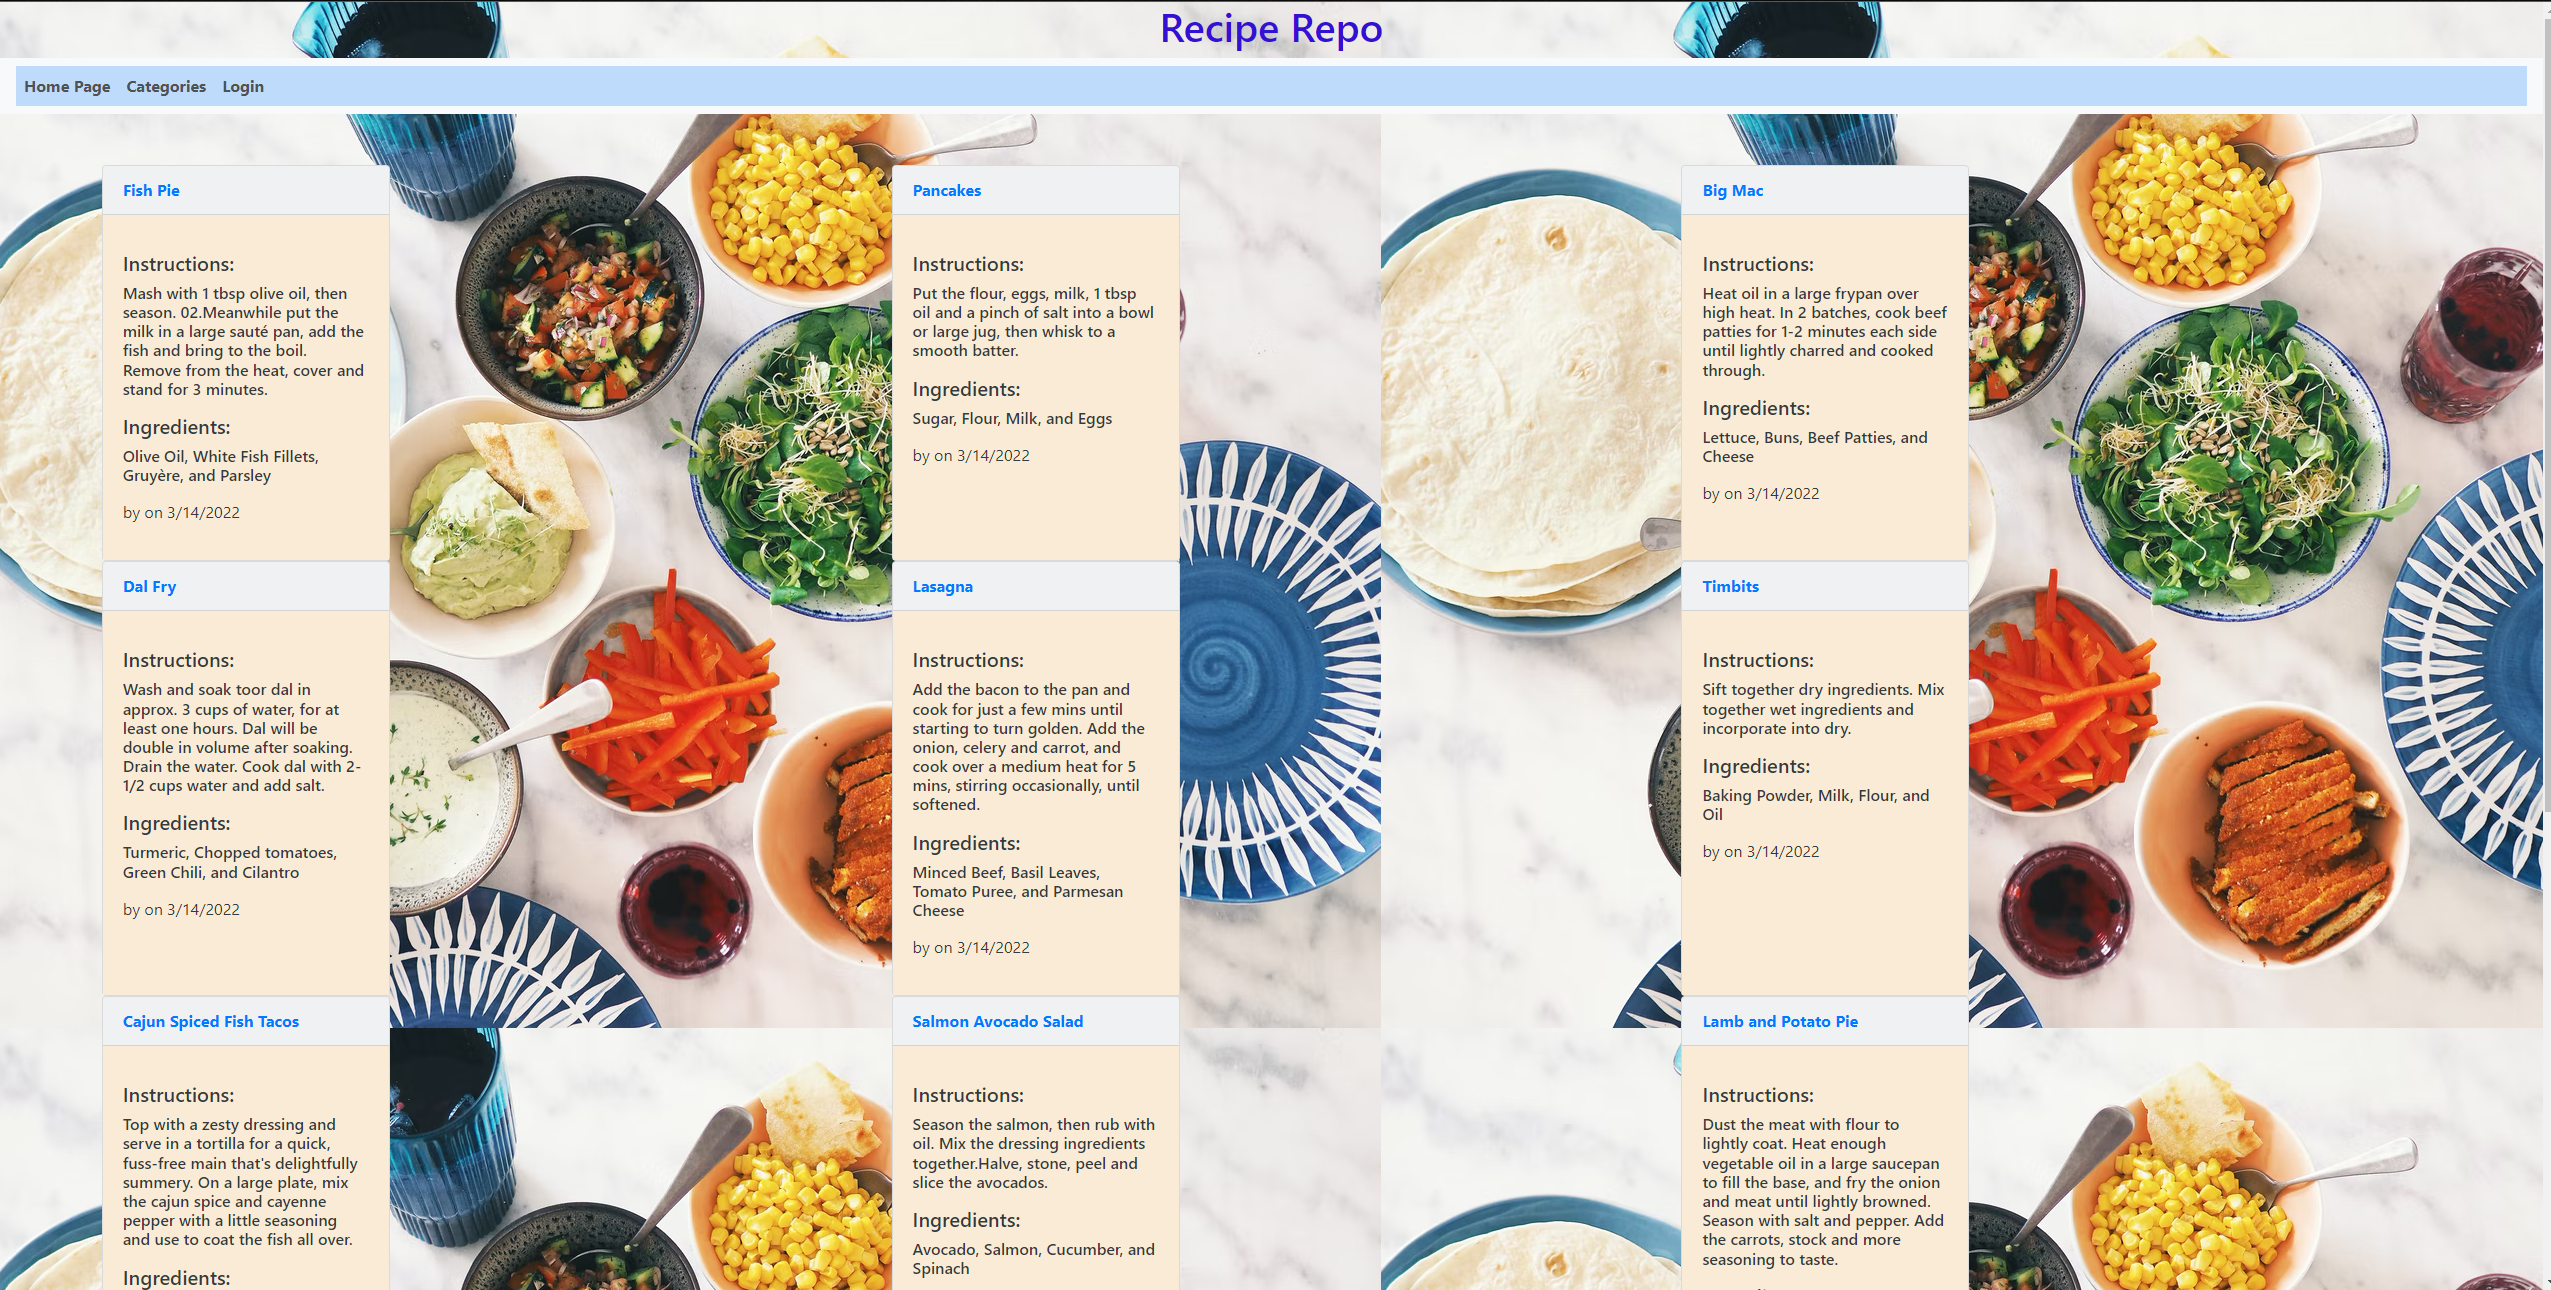 Recipe Repo
Home Page
Categories
Login
Fish Pie
Instructions:
Mash with 1 tbsp olive oil, then
season. 02.Meanwhile put the
milk in a large sauté pan, add the
fish and bring to the boil.
Remove from the heat, cover and
stand for 3 minutes.
Ingredients:
Olive Oil, White Fish Fillets,
Gruyère, and Parsley
by on 3/14/2022
Pancakes
Instructions:
Put the flour, eggs, milk, 1 tbsp
oil and a pinch of salt into a bowl
or large jug, then whisk to a
smooth batter.
Ingredients:
Sugar, Flour, Milk, and Eggs
by on 3/14/2022
Big Mac
Instructions:
Heat oil in a large frypan over
high heat. In 2 batches, cook beef
patties for 1-2 minutes each side
until lightly charred and cooked
through.
Ingredients:
Lettuce, Buns, Beef Patties, and
Cheese
by on 3/14/2022
Dal Fry
Instructions:
Wash and soak toor dal in
approx. 3 cups of water, for at
least one hours. Dal will be
double in volume after soaking.
Drain the water. Cook dal with 2-
1/2 cups water and add salt.
Ingredients:
Turmeric, Chopped tomatoes,
Green Chili, and Cilantro
by on 3/14/2022
Lasagna
Instructions:
Add the bacon to the pan and
cook for just a few mins until
starting to turn golden. Add the
onion, celery and carrot, and
cook over a medium heat for 5
mins, stirring occasionally, until
softened.
Ingredients:
Minced Beef, Basil Leaves,
Tomato Puree, and Parmesan
Cheese
by on 3/14/2022
Timbits
Instructions:
Sift together dry ingredients. Mix
together wet ingredients and
incorporate into dry.
Ingredients:
Baking Powder, Milk, Flour, and
Oil
by on 3/14/2022
Cajun Spiced Fish Tacos
Instructions:
Top with a zesty dressing and
serve in a tortilla for a quick,
fuss-free main that's delightfully
summery. On a large plate, mix
the cajun spice and cayenne
pepper with a little seasoning
and use to coat the fish all over.
Ingredients:
Salmon Avocado Salad
Instructions:
Season the salmon, then rub with
oil. Mix the dressing ingredients
together.Halve, stone, peel and
slice the avocados.
Ingredients:
Avocado, Salmon, Cucumber, and
Spinach
Lamb and Potato Pie
Instructions:
Dust the meat with flour to
lightly coat. Heat enough
vegetable oil in a large saucepan
to fill the base, and fry the onion
and meat until lightly browned.
Season with salt and pepper. Add
the carrots, stock and more
seasoning to taste.